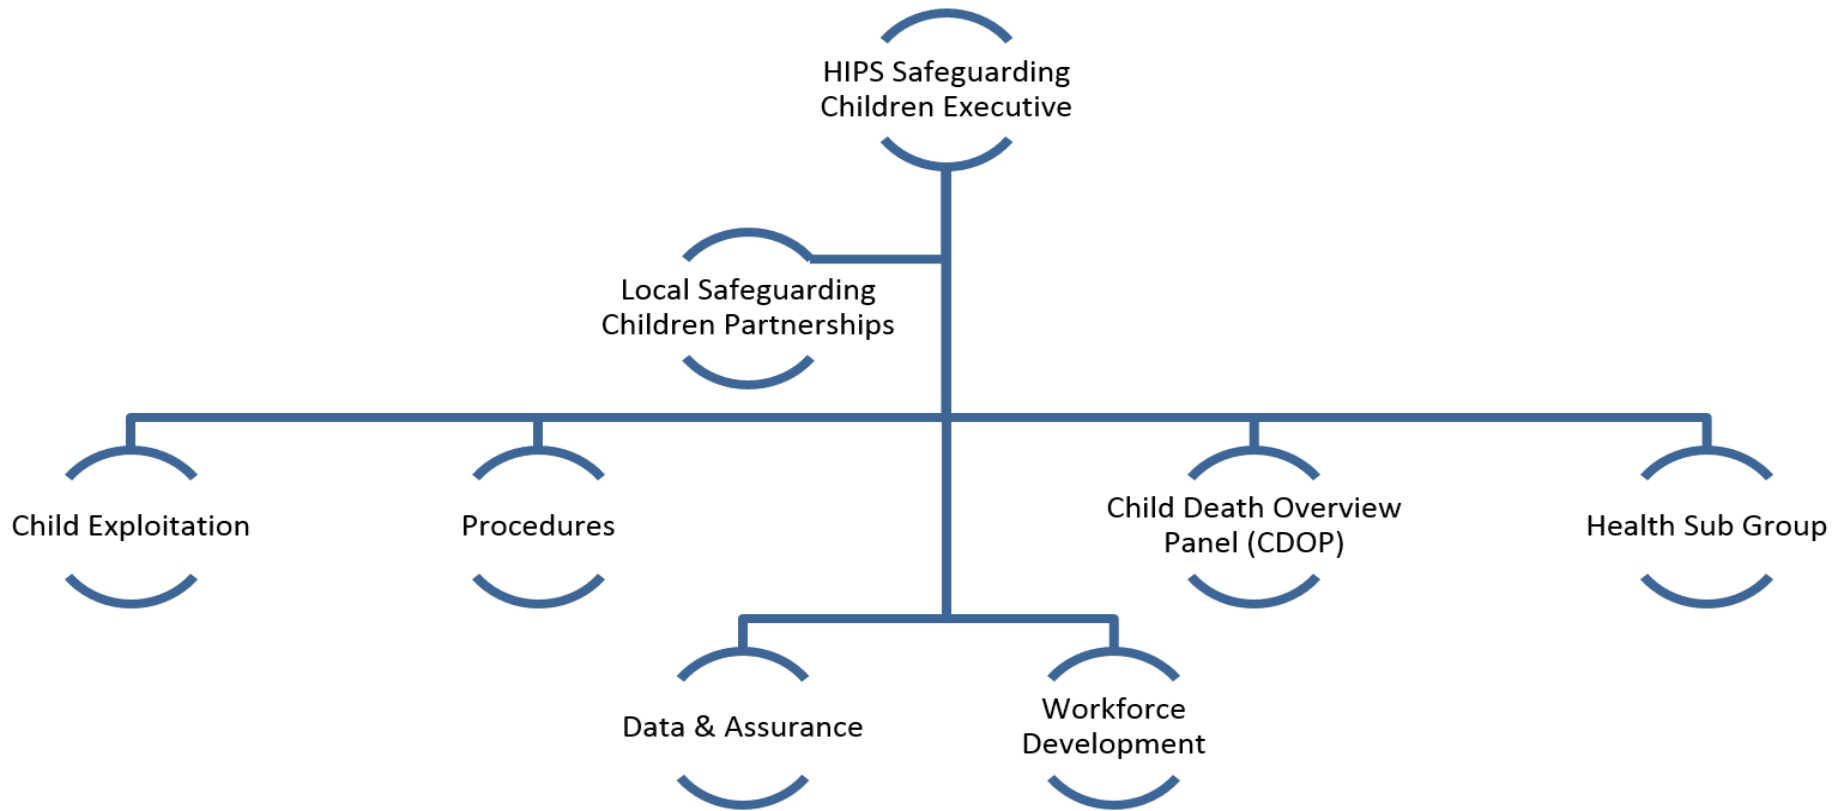 HIPS Safeguarding
Children Executive
Local Safeguarding
Children Partnerships
Child Exploitation
Procedures
Child Death Overview
Panel (CDOP)
Health Sub Group
Data & Assurance
Workforce
Development